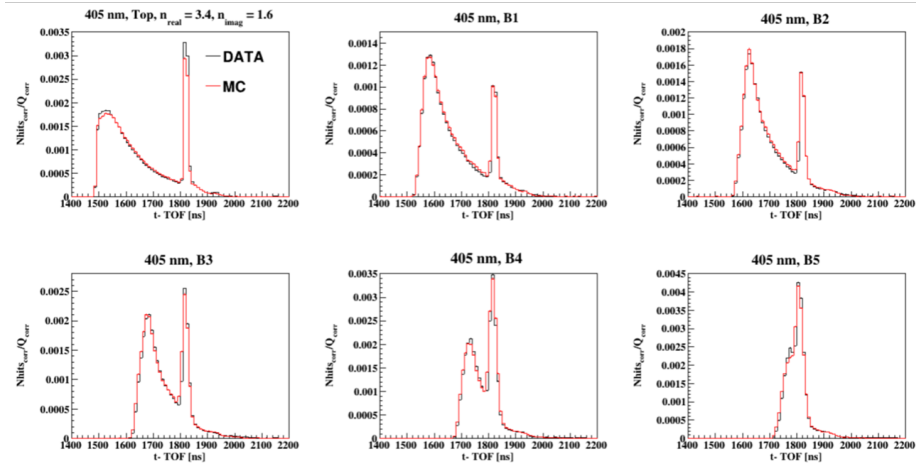 405 nm, Top, n_real = 3.4, n_imag = 1.6
Nhits_corr/Q_corr
0.0035
0.003
0.0025
0.002
0.0015
0.001
0.0005
0
DATA
MC
1400 1500 1600 1700 1800 1900 2000 2100 2200
t- TOF [ns]
405 nm, B1
Nhits_corr/Q_corr
0.0014
0.0012
0.001
0.0008
0.0006
0.0004
0.0002
0
1400 1500 1600 1700 1800 1900 2000 2100 2200
t- TOF [ns]
405 nm, B2
Nhits_corr/Q_corr
0.002
0.0018
0.0016
0.0014
0.0012
0.001
0.0008
0.0006
0.0004
0.0002
0
1400 1500 1600 1700 1800 1900 2000 2100 2200
t- TOF [ns]
405 nm, B3
Nhits_corr/Q_corr
0.0025
0.002
0.0015
0.001
0.0005
0
1400 1500 1600 1700 1800 1900 2000 2100 2200
t- TOF [ns]
405 nm, B4
Nhits_corr/Q_corr
0.0035
0.003
0.0025
0.002
0.0015
0.001
0.0005
0
1400 1500 1600 1700 1800 1900 2000 2100 2200
t- TOF [ns]
405 nm, B5
Nhits_corr/Q_corr
0.0045
0.004
0.0035
0.003
0.0025
0.002
0.0015
0.001
0.0005
0
1400 1500 1600 1700 1800 1900 2000 2100 2200
t- TOF [ns]